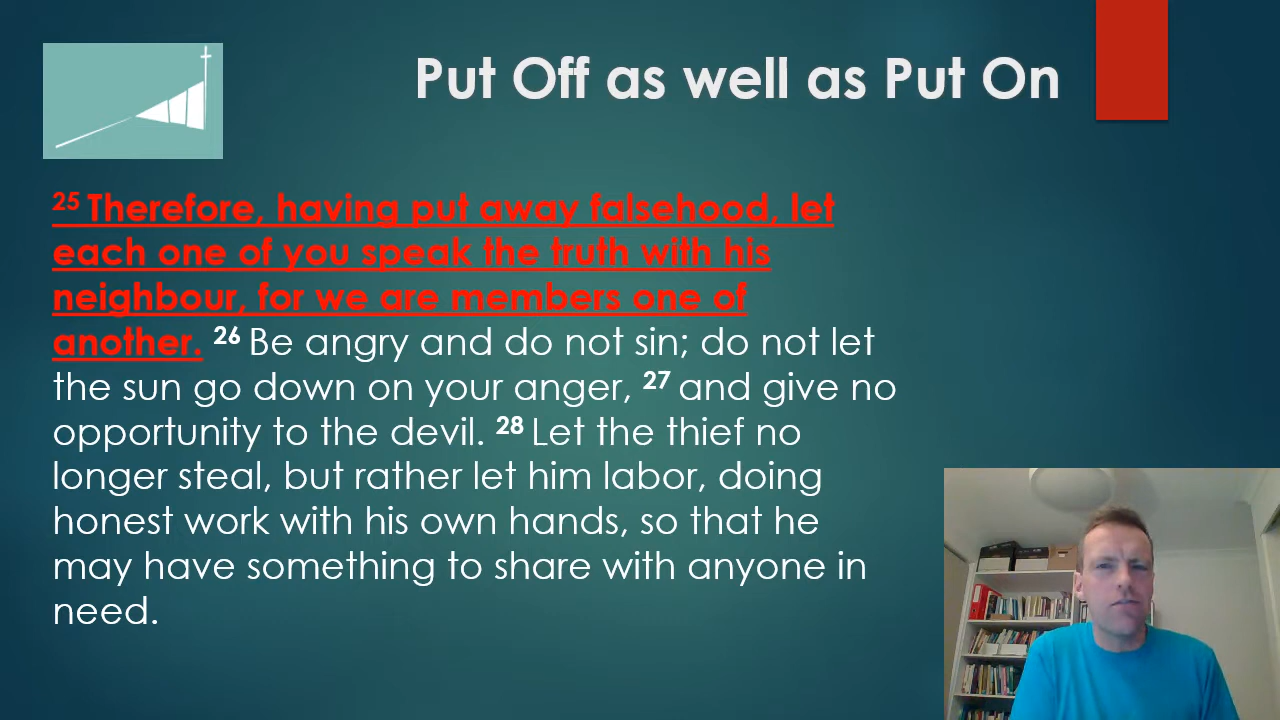 Put Off as well as Put On
25 Therefore, having put away falsehood, let
each one of you speak the truth with his
neighbour, for we are members one of
another. 26 Be angry and do not sin; do not let
the sun go down on your anger, 27 and give no
opportunity to the devil. 28 Let the thief no
longer steal, but rather let him labor, doing
honest work with his own hands, so that he
may have something to share with anyone in
need.